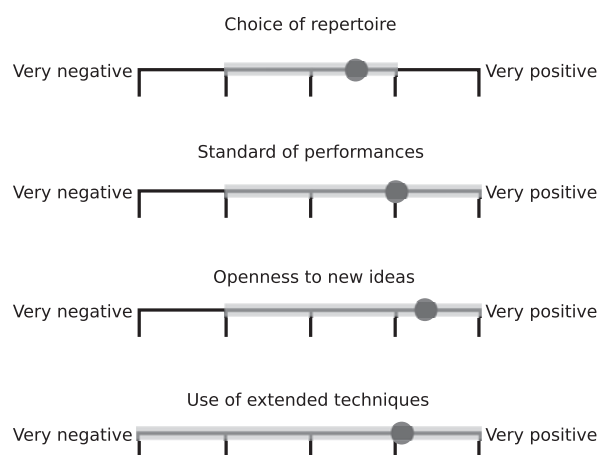 Choice of repertoire
Very negative Very positive
Standard of performances
Very negative Very positive
Openness to new ideas
Very negative Very positive
Use of extended techniques
Very negative Very positive